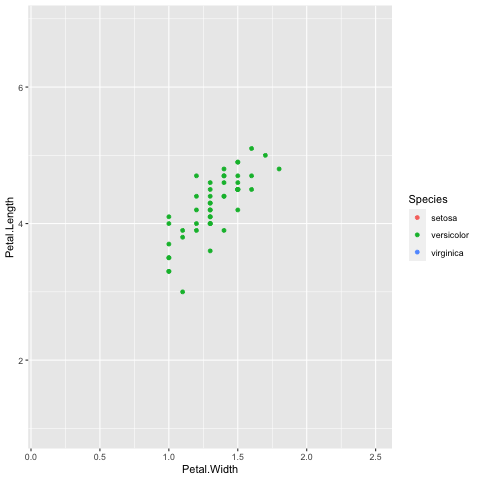 6
4
2
Petal.Length
0.0 0.5 1.0 1.5 2.0 2.5
Petal.Width
Species
setosa
versicolor
virginica